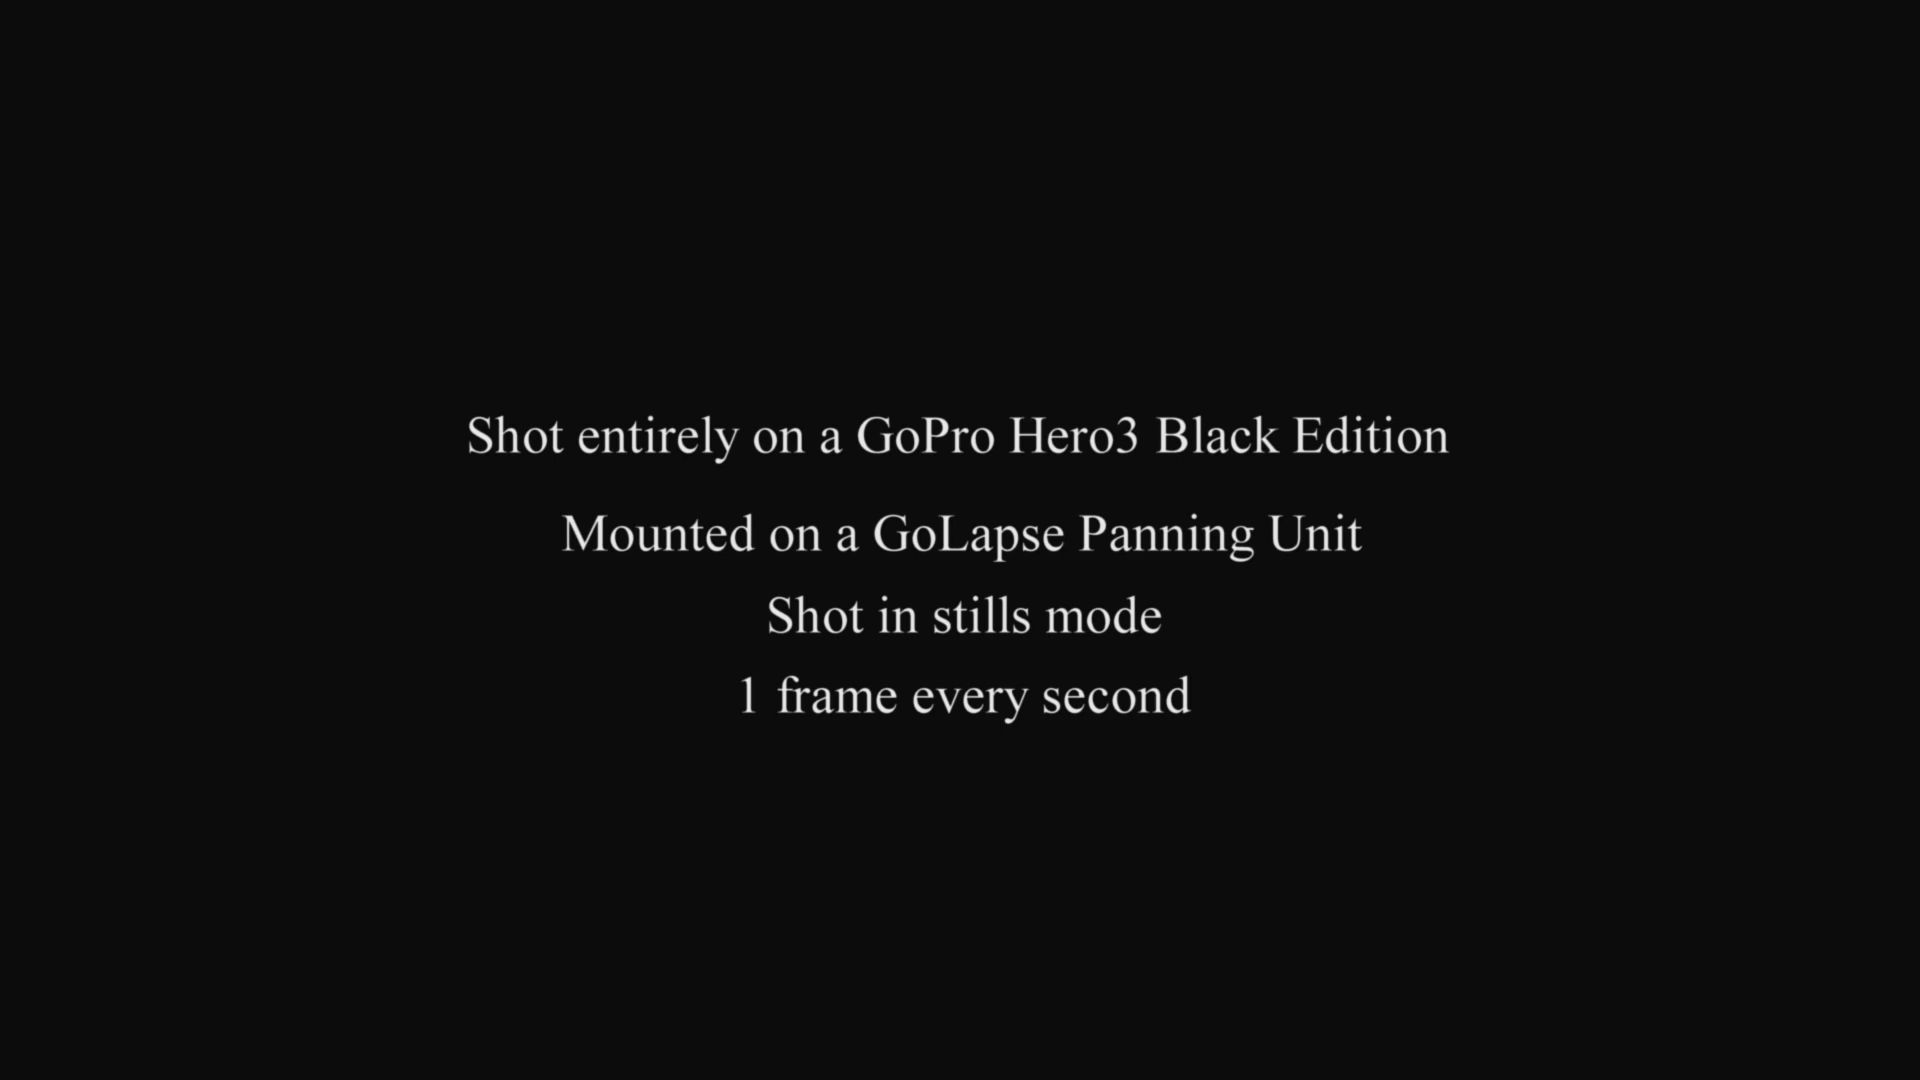 Shot entirely on a GoPro Hero3 Black Edition
Mounted on a GoLapse Panning Unit
Shot in stills mode
1 frame every second